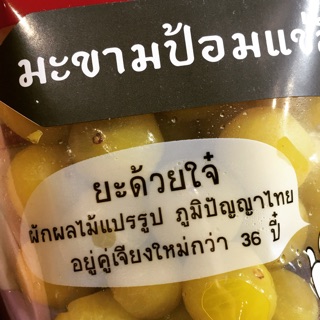 มะขามป้อมแช่
ยะด้วยใจ๋
ผักผลไม้แปรรูป ภูมิปัญญาไทย
อยู่คู่เจียงใหม่กว่า 36 ปี๋